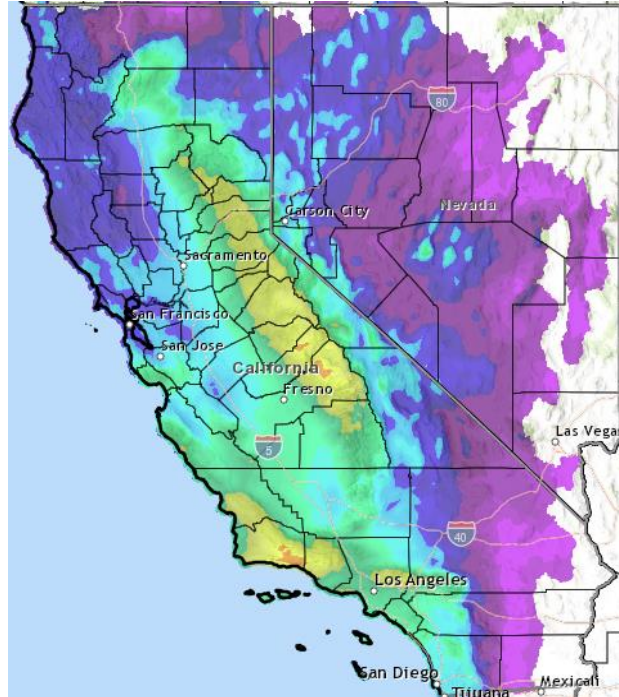 80
Carson City
Nevada
Sacramento
San Francisco
San Jose
California
Fresno
5
Las Vegas
40
Los Angeles
San Diego
Mexicali
Tijuana